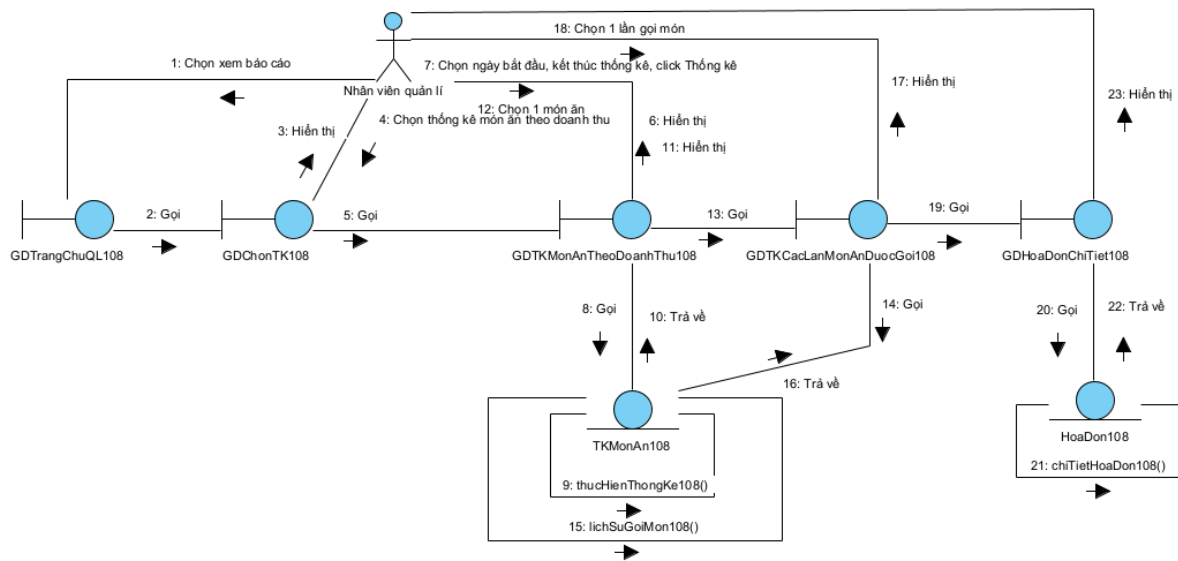 18: Chọn 1 lần gọi món
1: Chọn xem báo cáo
7: Chọn ngày bắt đầu, kết thúc thống kê, click Thống kê
Nhân viên quản lí
17: Hiển thị
23: Hiển thị
12: Chọn 1 món ăn
4: Chọn thống kê món ăn theo doanh thu
6: Hiển thị
3: Hiển thị
11: Hiển thị
2: Gọi
5: Gọi
13: Gọi
19: Gọi
GDTrangChuQL108
GDChonTK108
GDTKMonAnTheoDoanhThu108
GDTKCacLanMonAnDuocGoi108
GDHoaDonChiTiet108
8: Gọi
10: Trả về
14: Gọi
20: Gọi
22: Trả về
16: Trả về
TKMonAn108
HoaDon108
21: chiTietHoaDon108()
9: thucHienThongKe108()
15: lichSuGoiMon108()